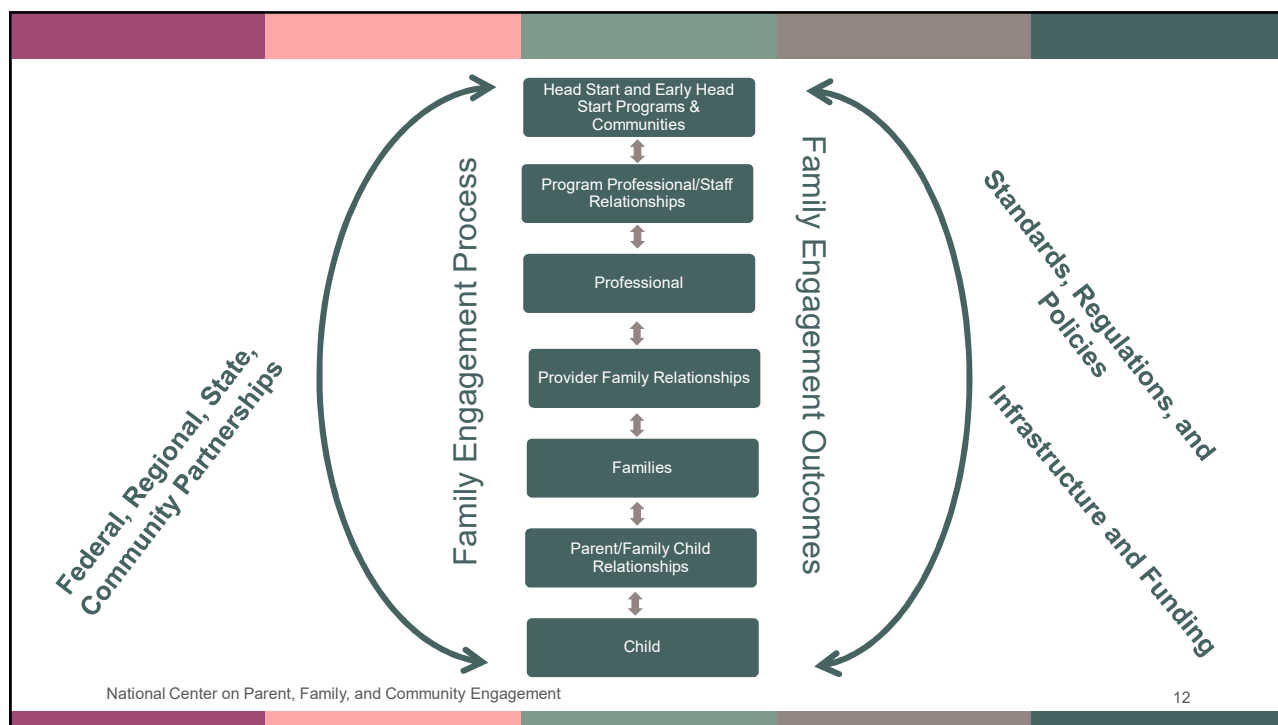 Head Start and Early Head
Start Programs &
Communities
Program Professional/Staff
Relationships
Professional
Provider Family Relationships
Families
Parent/Family Child
Relationships
Child
Family Engagement Process
Family Engagement Outcomes
Federal, Regional, State,
Community Partnerships
Standards, Regulations, and
Policies
Infrastructure and Funding
National Center on Parent, Family, and Community Engagement
12